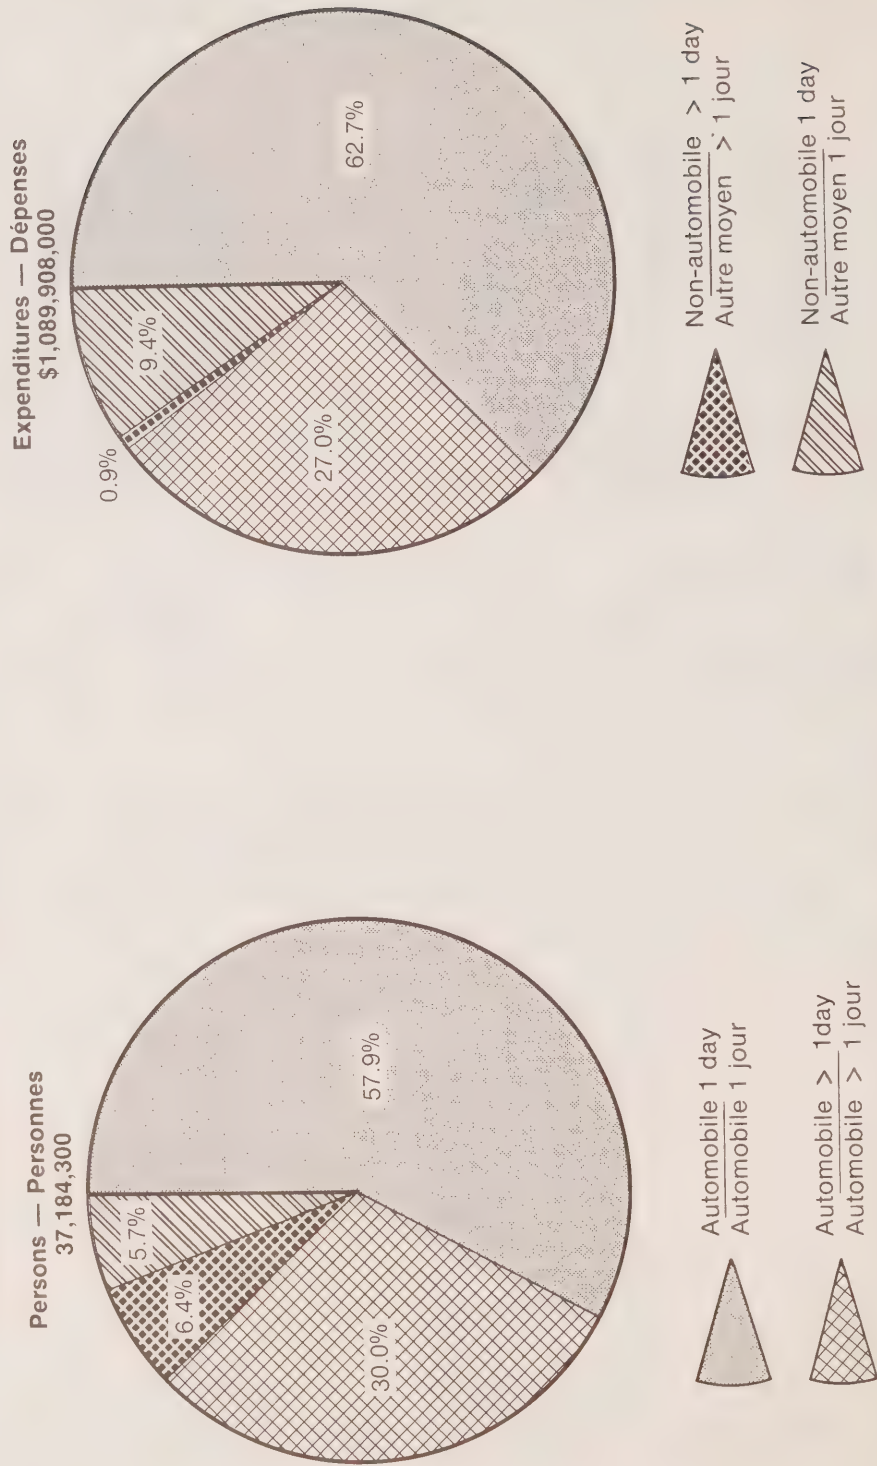 Persons — Personnes
37,184,300
5.7%
6.4%
57.9%
30.0%
Expenditures — Dépenses
$1,089,908,000
9.4%
0.9%
62.7%
27.0%
Automobile 1 day
Automobile 1 jour
Automobile > 1day
Automobile > 1 jour
Non-automobile > 1 day
Autre moyen > 1 jour
Non-automobile 1 day
Autre moyen 1 jour